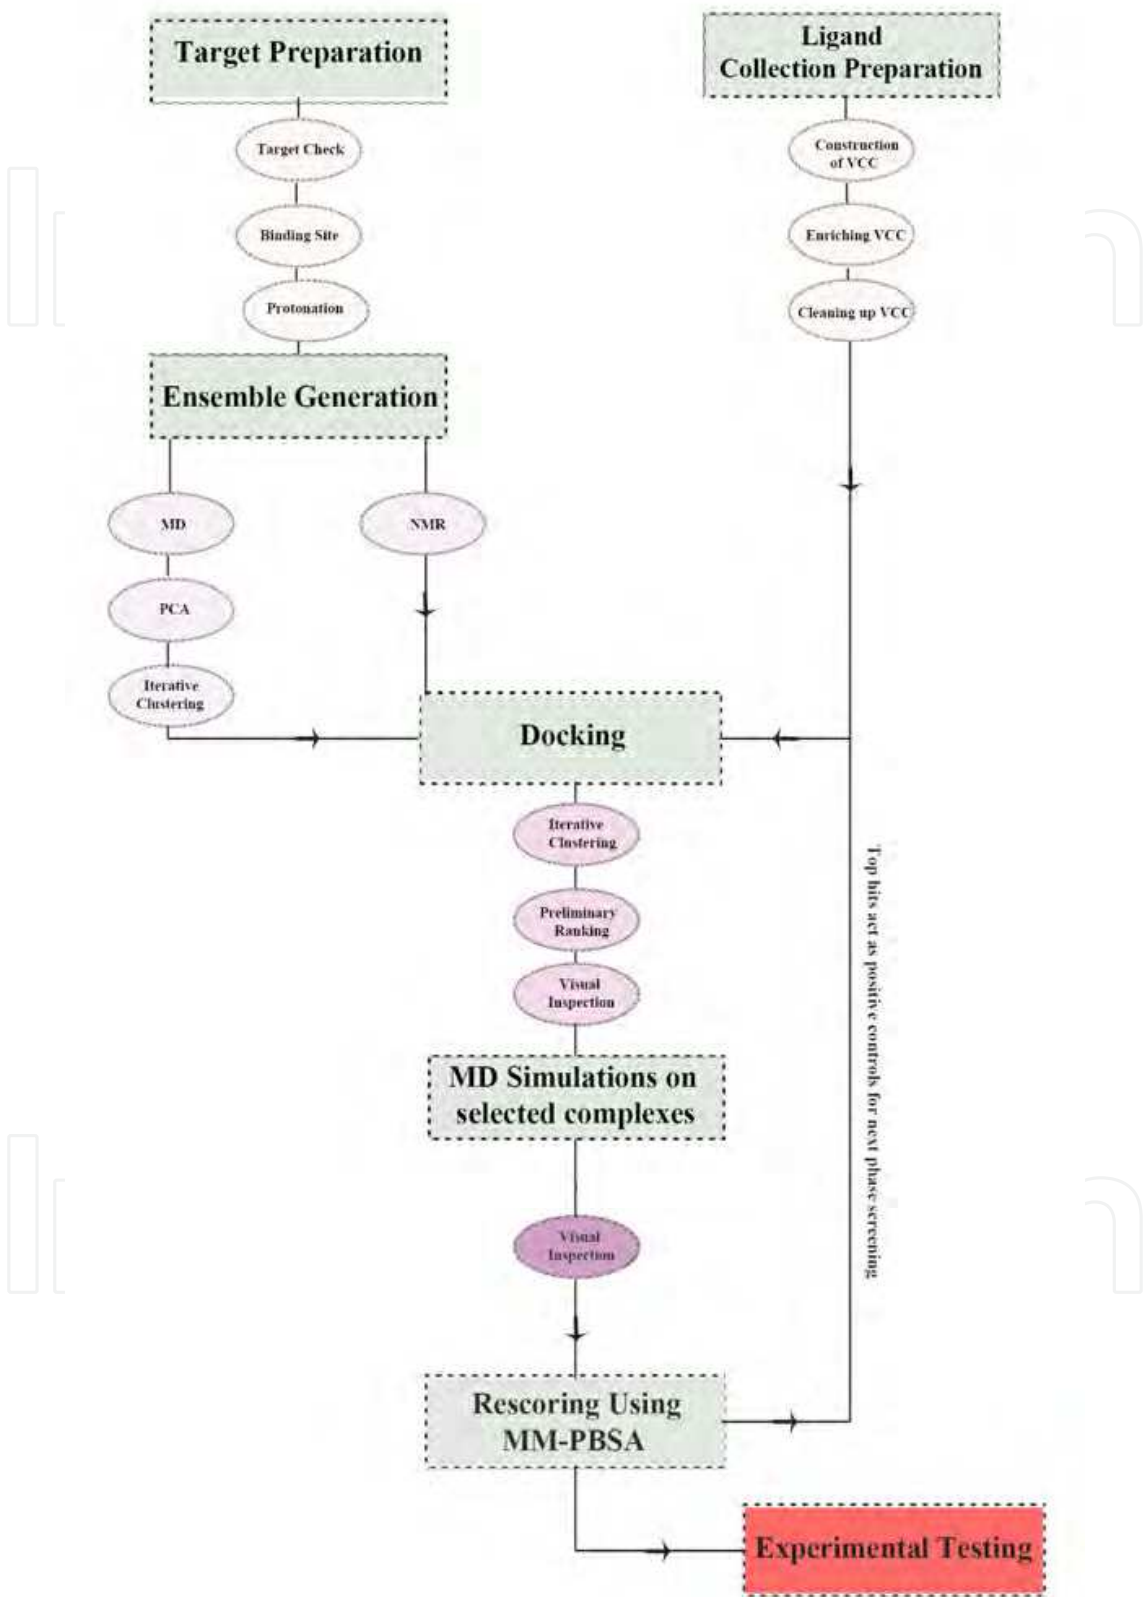 Target Preparation
Ligand
Collection Preparation
Target Check
Construction
of VCC
Binding Site
Enriching VCC
Protonation
Cleaning up VCC
Ensemble Generation
MD
NMR
PCA
Iterative
Clustering
Docking
Iterative
Clustering
Preliminary
Ranking
Visual
Inspection
Top hits act as positive controls for next phase screening
MD Simulations on
selected complexes
Visual
Inspection
Rescoring Using
MM-PBSA
Experimental Testing